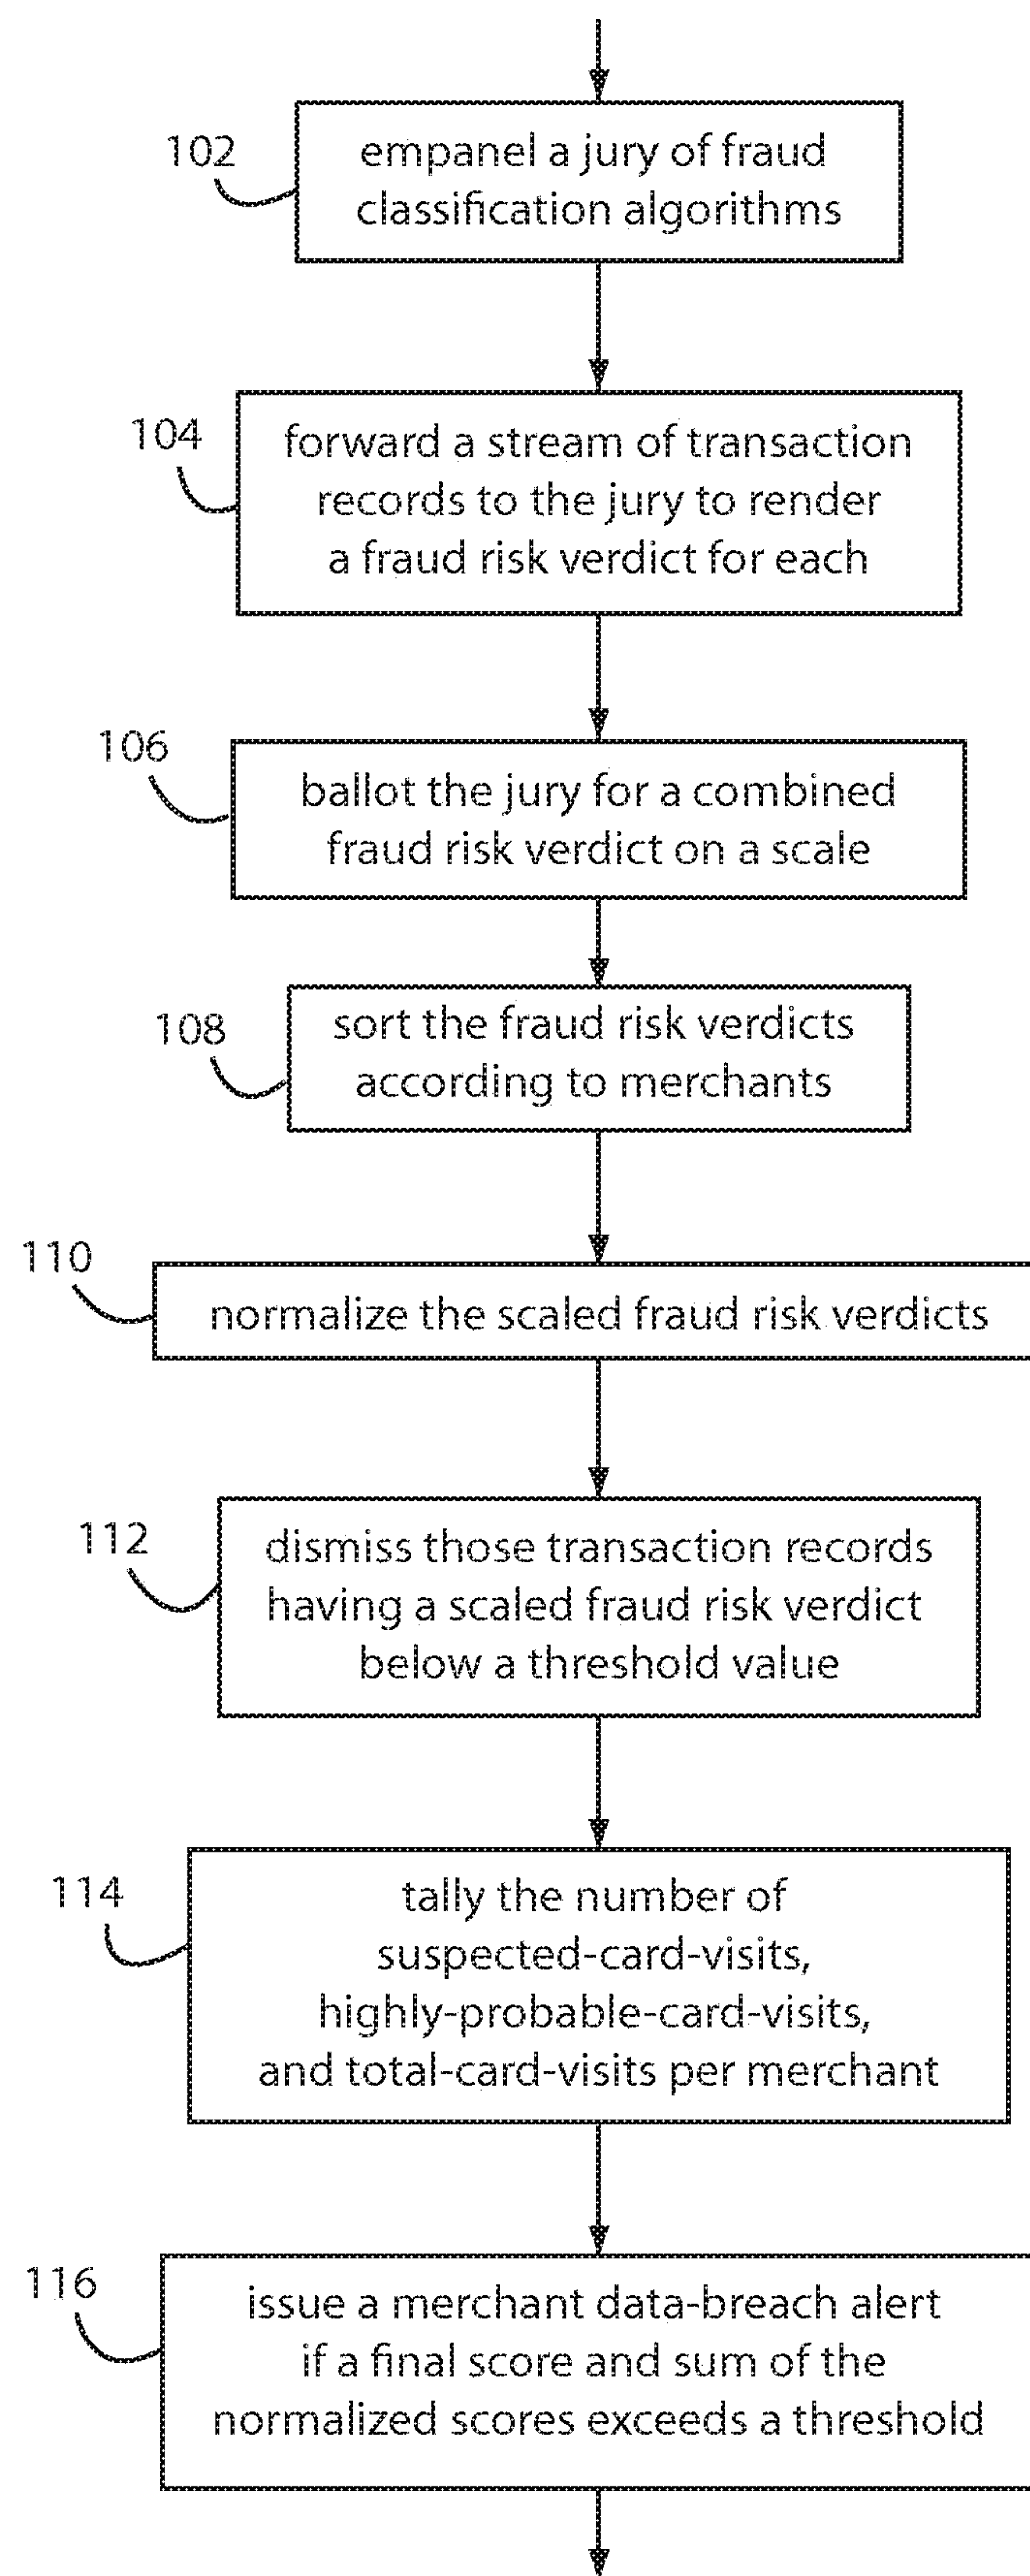 102
empanel a jury of fraud
classification algorithms
104
forward a stream of transaction
records to the jury to render
a fraud risk verdict for each
106
ballot the jury for a combined
fraud risk verdict on a scale
108
sort the fraud risk verdicts
according to merchants
110
normalize the scaled fraud risk verdicts
112
dismiss those transaction records
having a scaled fraud risk verdict
below a threshold value
114
tally the number of
suspected-card-visits,
highly-probable-card-visits,
and total-card-visits per merchant
116
issue a merchant data-breach alert
if a final score and sum of the
normalized scores exceeds a threshold